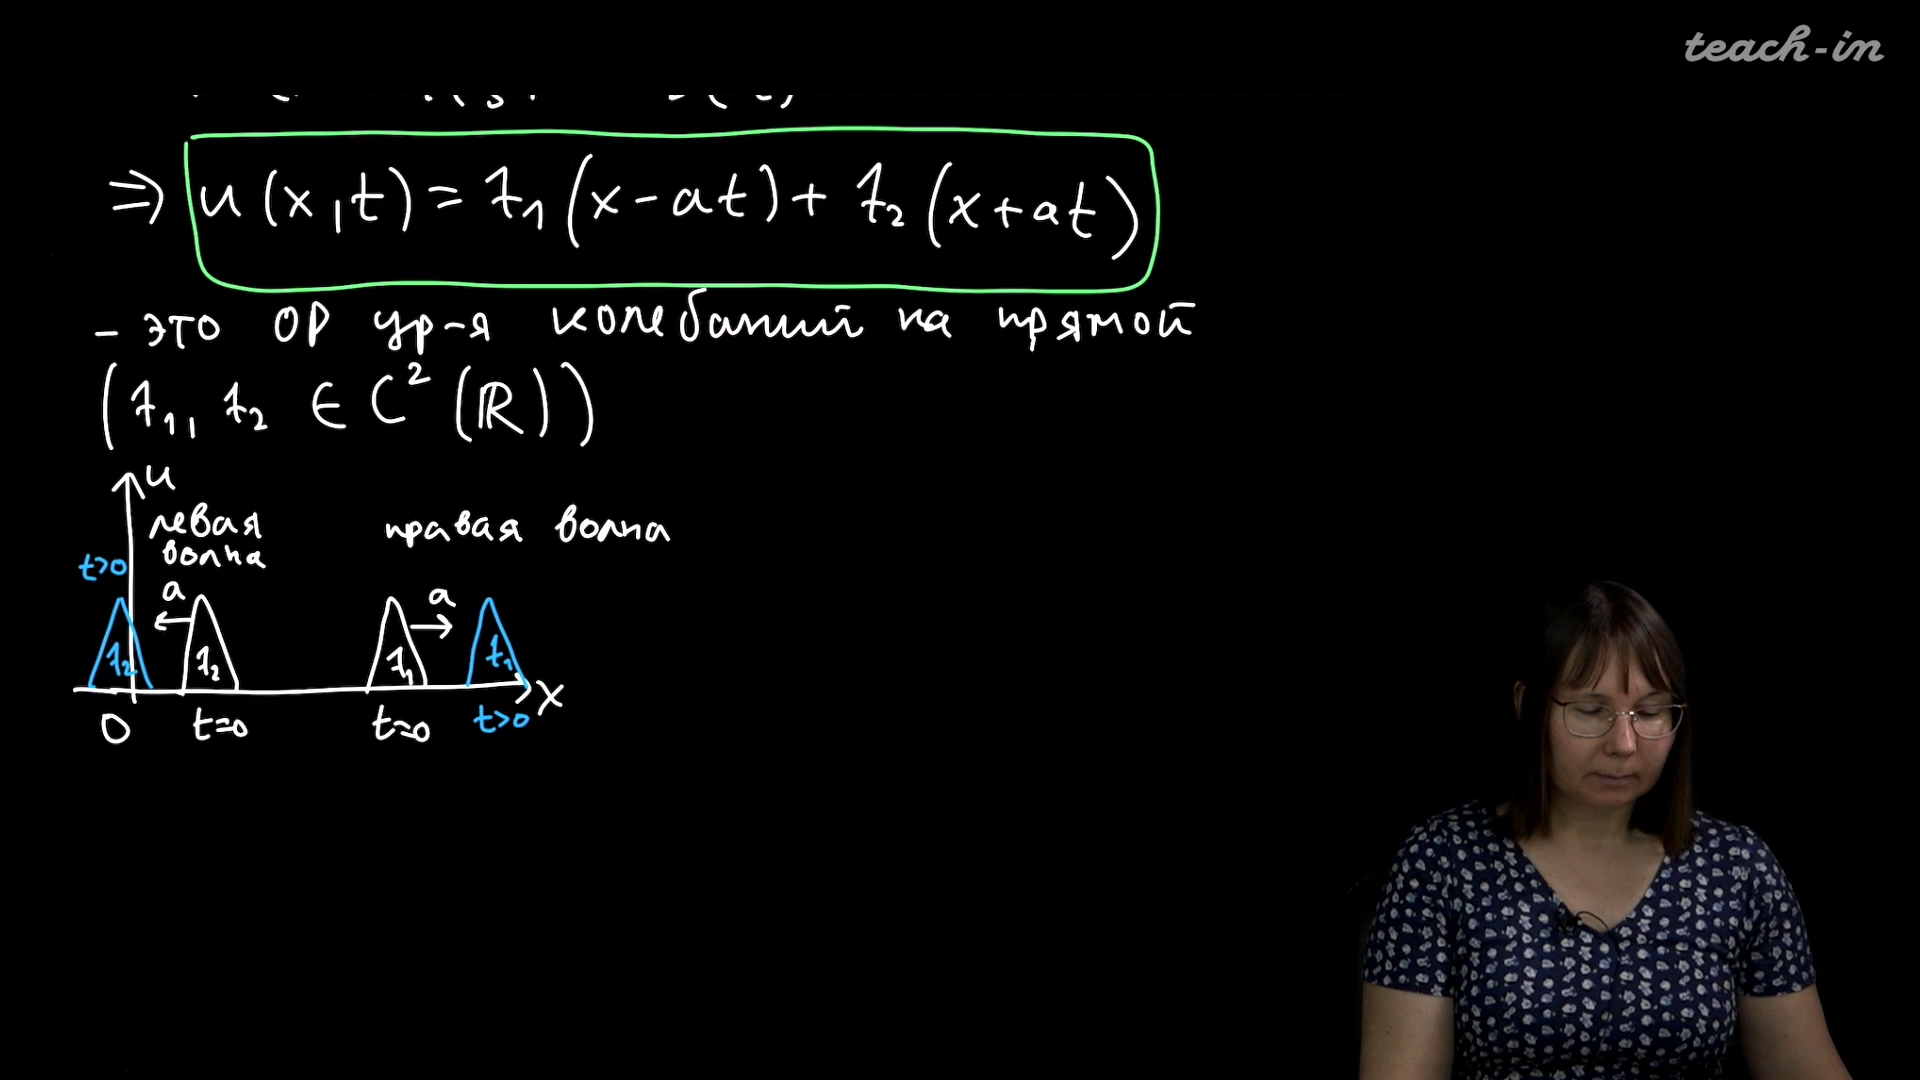 teach-in
⇒ u(x,t) = f₁(x-at) + f₂(x+at)
- это ОР ур-я колебаний на прямой
(f₁, f₂ ∈ C²(ℝ))
u
левая волна
правая волна
t>0
a
a
f₂
f₂
f₁
f₁
x
0
t=0
t=0
t>0